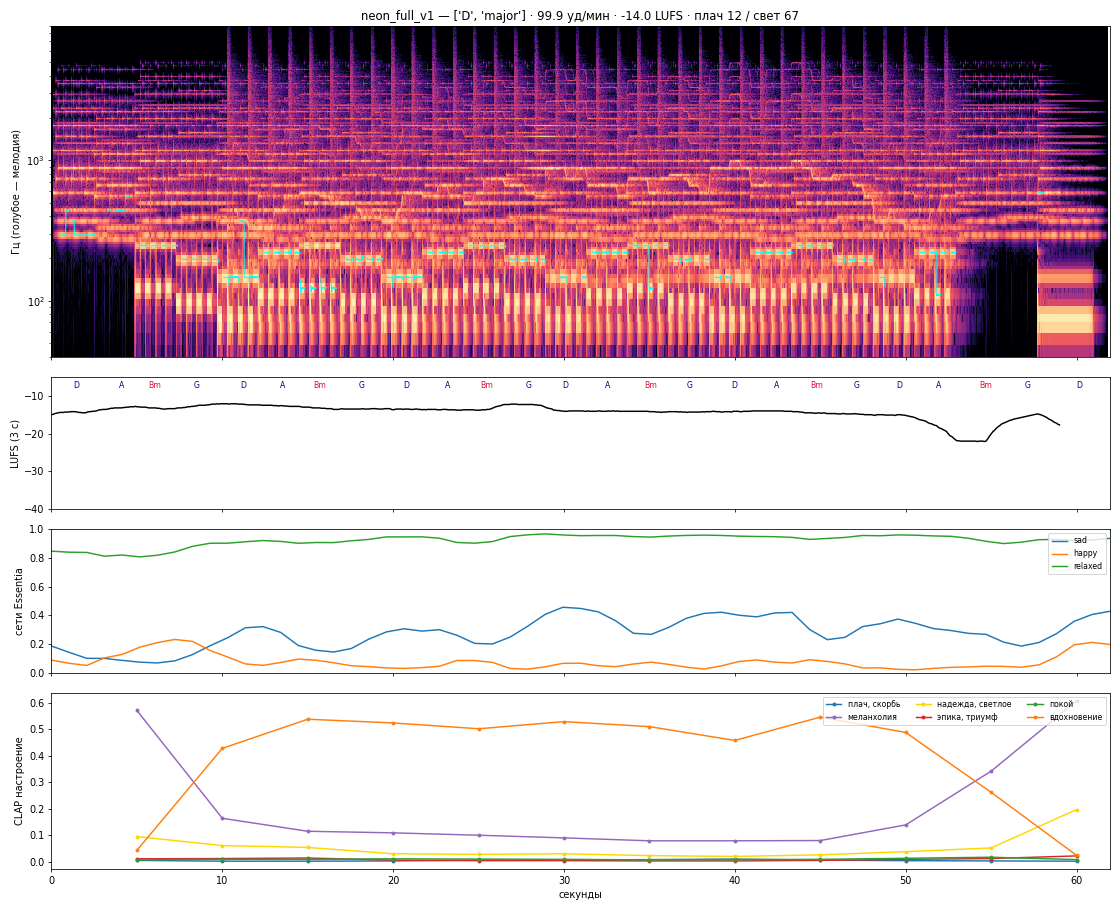 neon_full_v1 — ['D', 'major'] · 99.9 уд/мин · -14.0 LUFS · плач 12 / свет 67
Гц (голубое — мелодия)
10³
10²
D A Bm G D A Bm G D A Bm G D A Bm G D A Bm G D A Bm G D
LUFS (3 с)
−10
−20
−30
−40
сети Essentia
1.0
0.8
0.6
0.4
0.2
0.0
sad
happy
relaxed
CLAP настроение
0.6
0.5
0.4
0.3
0.2
0.1
0.0
плач, скорбь надежда, светлое покой
меланхолия эпика, триумф вдохновение
0 10 20 30 40 50 60
секунды